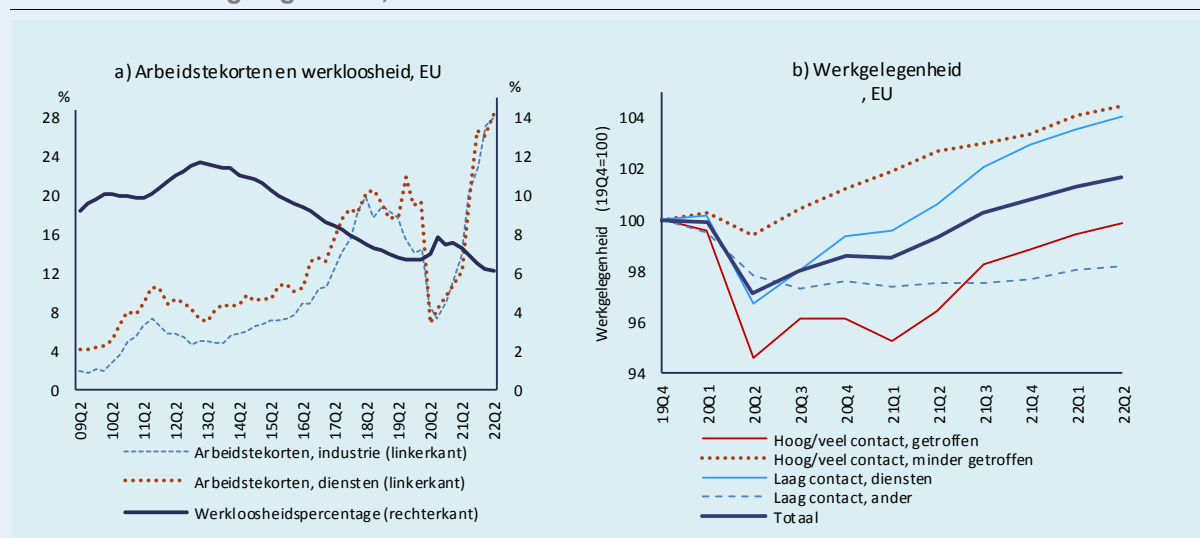 a) Arbeidstekorten en werkloosheid, EU
%
%
28
24
20
16
12
8
4
0
14
12
10
8
6
4
2
0
09Q2
10Q2
11Q2
12Q2
13Q2
14Q2
15Q2
16Q2
17Q2
18Q2
19Q2
20Q2
21Q2
22Q2
Arbeidstekorten, industrie (linkerkant)
Arbeidstekorten, diensten (linkerkant)
Werkloosheidspercentage (rechterkant)
b) Werkgelegenheid
, EU
Werkgelegenheid (19Q4=100)
104
102
100
98
96
94
19Q4
20Q1
20Q2
20Q3
20Q4
21Q1
21Q2
21Q3
21Q4
22Q1
22Q2
Hoog/veel contact, getroffen
Hoog/veel contact, minder getroffen
Laag contact, diensten
Laag contact, ander
Totaal